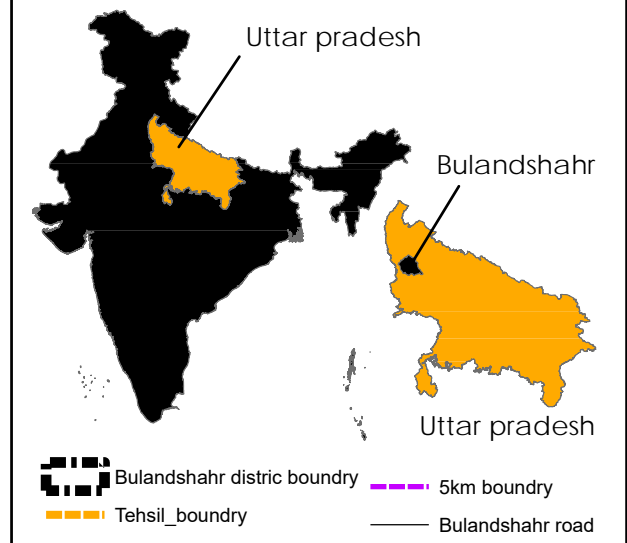 Uttar pradesh
Bulandshahr
Uttar pradesh
Bulandshahr distric boundry
5km boundry
Tehsil_boundry
Bulandshahr road